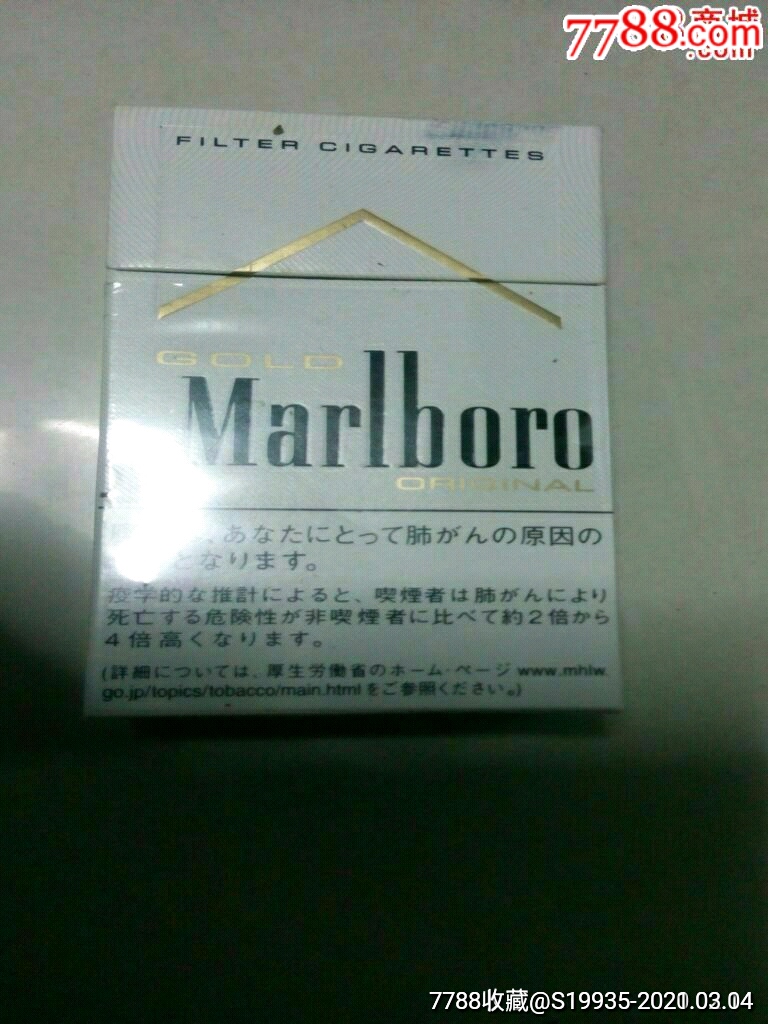 7788.com
FILTER CIGARETTES
GOLD
Marlboro
ORIGINAL
、あなたにとって肺がんの原因の
となります。
疫学的な推計によると、喫煙者は肺がんにより
死亡する危険性が非喫煙者に比べて約2倍から
4倍高くなります。
(詳細については、厚生労働省のホーム・ページ www.mhlw.
go.jp/topics/tobacco/main.html をご参照ください。)
7788收藏@S19935-2020.03.04